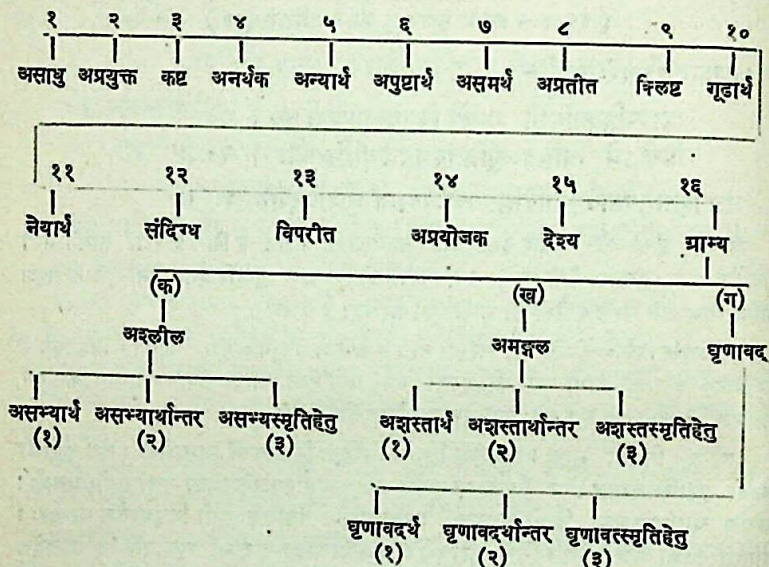 १ २ ३ ४ ५ ६ ७ ८ ९ १०
असाधु अप्रयुक्त कष्ट अनर्थक अन्यार्थ अपुष्टार्थ असमर्थ अप्रतीत क्लिष्ट गूढार्थ
११ १२ १३ १४ १५ १६
नेयार्थ संदिग्ध विपरीत अप्रयोजक देश्य ग्राम्य
(क) (ख) (ग)
अश्लील अमङ्गल घृणावद्
असभ्यार्थ असभ्यार्थान्तर असभ्यस्मृतिहेतु अशस्तार्थ अशस्तार्थान्तर अशस्तस्मृतिहेतु
(१) (२) (३) (१) (२) (३)
घृणावदर्थ घृणावदर्थान्तर घृणावत्स्मृतिहेतु
(१) (२) (३)